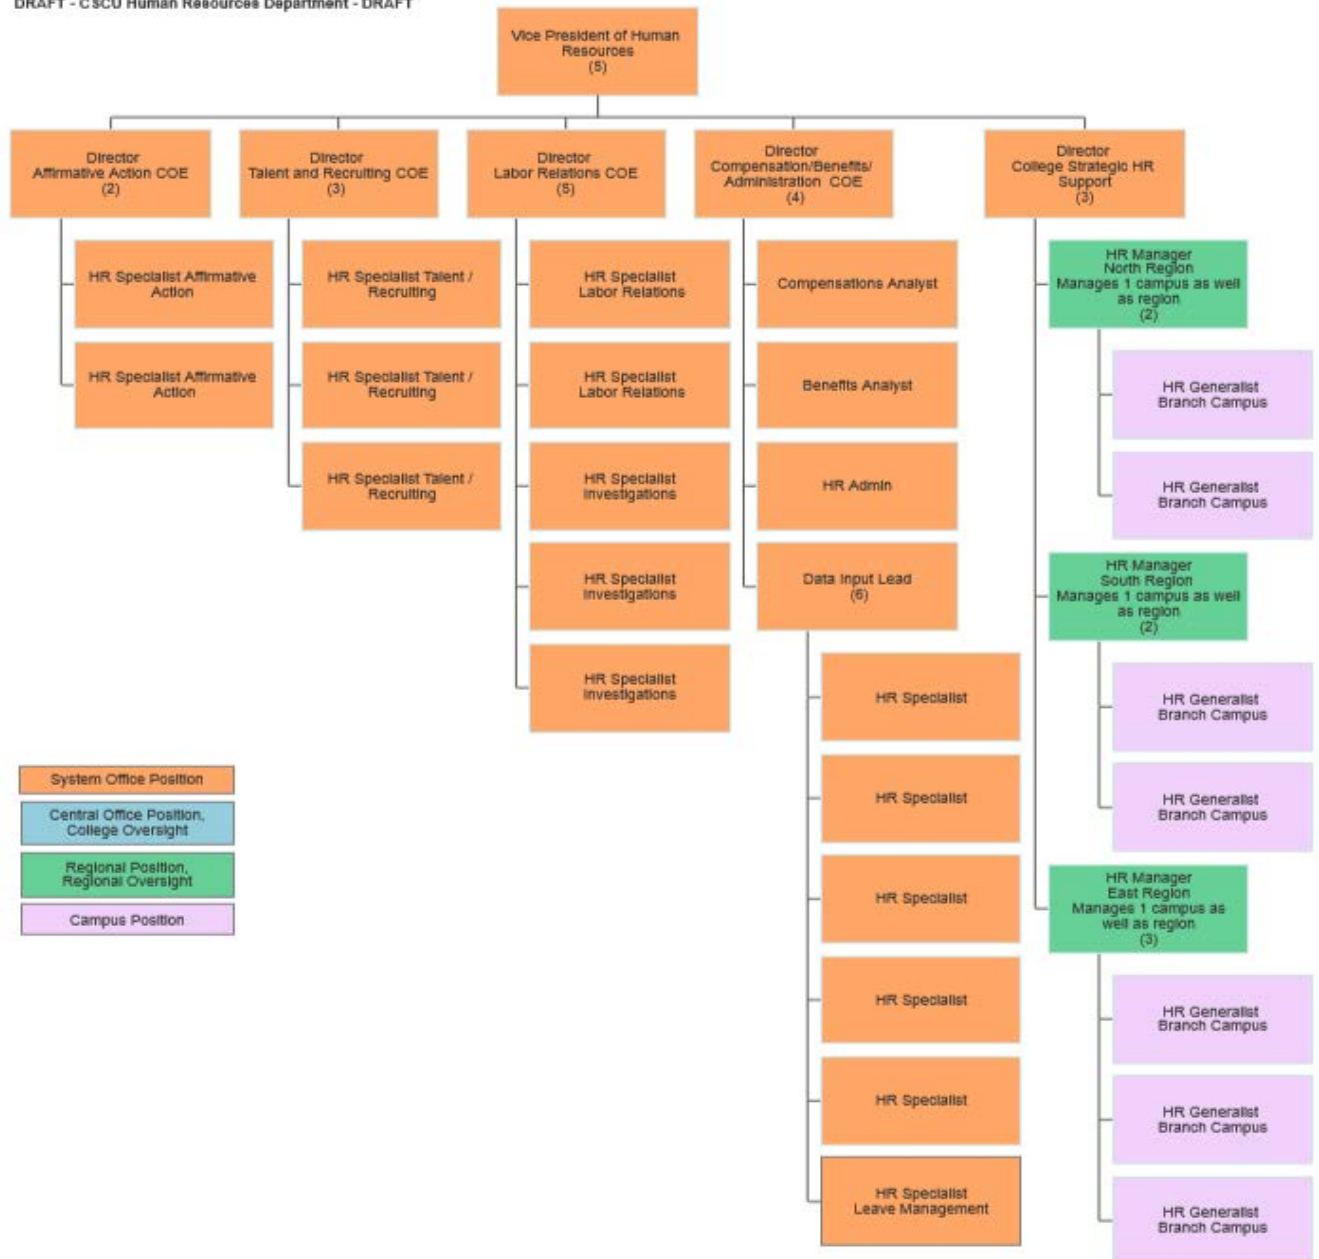 DRAFT - CSCU Human Resources Department - DRAFT
Vice President of Human
Resources
(5)
Director
Affirmative Action COE
(2)
Director
Talent and Recruiting COE
(3)
Director
Labor Relations COE
(5)
Director
Compensation/Benefits/
Administration COE
(4)
Director
College Strategic HR
Support
(3)
HR Specialist Affirmative
Action
HR Specialist Affirmative
Action
HR Specialist Talent /
Recruiting
HR Specialist Talent /
Recruiting
HR Specialist Talent /
Recruiting
HR Specialist
Labor Relations
HR Specialist
Labor Relations
HR Specialist
Investigations
HR Specialist
Investigations
HR Specialist
Investigations
Compensations Analyst
Benefits Analyst
HR Admin
Data Input Lead
(6)
HR Specialist
HR Specialist
HR Specialist
HR Specialist
HR Specialist
HR Specialist
Leave Management
HR Manager
North Region
Manages 1 campus as well
as region
(2)
HR Generalist
Branch Campus
HR Generalist
Branch Campus
HR Manager
South Region
Manages 1 campus as well
as region
(2)
HR Generalist
Branch Campus
HR Generalist
Branch Campus
HR Manager
East Region
Manages 1 campus as
well as region
(3)
HR Generalist
Branch Campus
HR Generalist
Branch Campus
HR Generalist
Branch Campus
System Office Position
Central Office Position,
College Oversight
Regional Position,
Regional Oversight
Campus Position